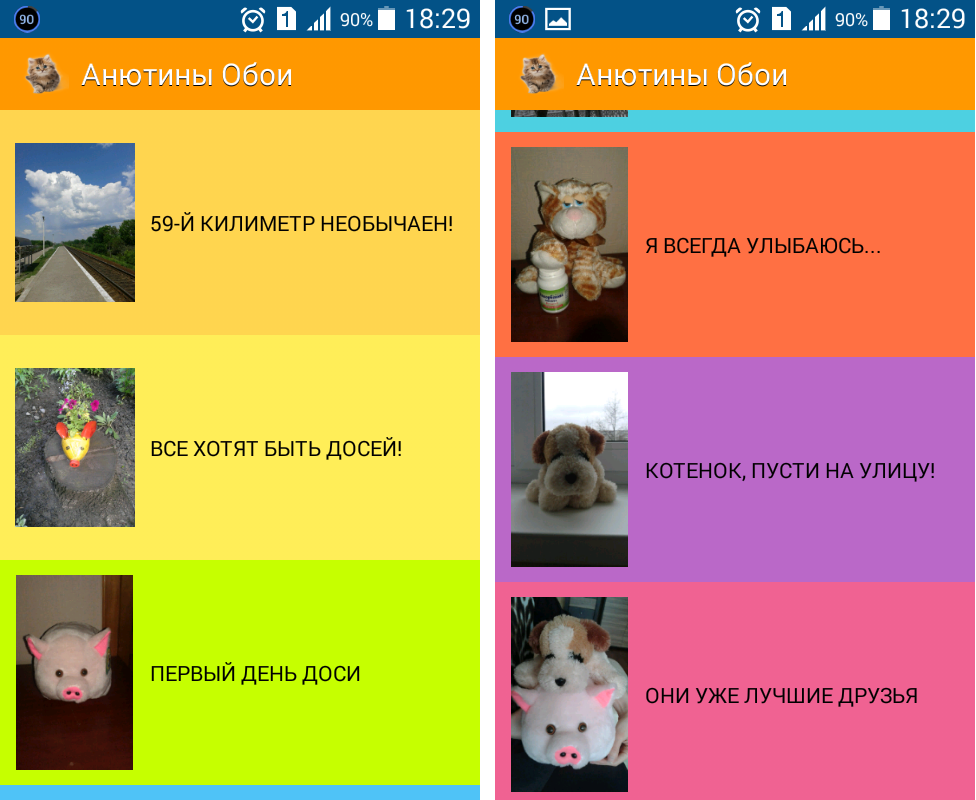 90
1
90%
18:29
Анютины Обои
59-Й КИЛИМЕТР НЕОБЫЧАЕН!
ВСЕ ХОТЯТ БЫТЬ ДОСЕЙ!
ПЕРВЫЙ ДЕНЬ ДОСИ
90
1
90%
18:29
Анютины Обои
Я ВСЕГДА УЛЫБАЮСЬ...
КОТЕНОК, ПУСТИ НА УЛИЦУ!
ОНИ УЖЕ ЛУЧШИЕ ДРУЗЬЯ